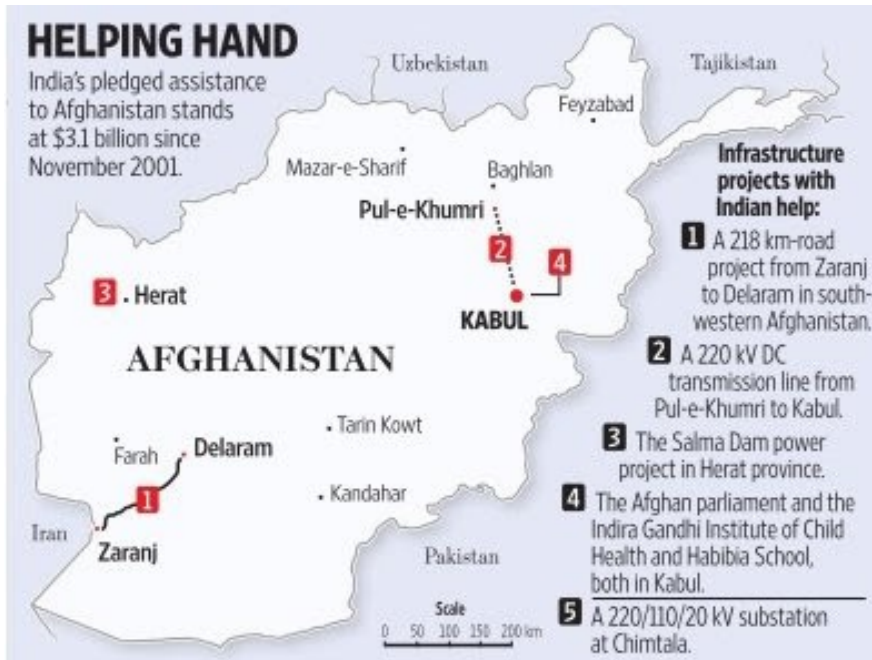 HELPING HAND
India's pledged assistance
to Afghanistan stands
at $3.1 billion since
November 2001.
Uzbekistan
Tajikistan
Feyzabad
Mazar-e-Sharif
Baghlan
Pul-e-Khumri
2
4
3
Herat
KABUL
AFGHANISTAN
Tarin Kowt
Farah
Delaram
1
Kandahar
Iran
Zaranj
Pakistan
Scale
0 50 100 150 200 km
Infrastructure
projects with
Indian help:
1 A 218 km-road
project from Zaranj
to Delaram in south-
western Afghanistan.
2 A 220 kV DC
transmission line from
Pul-e-Khumri to Kabul.
3 The Salma Dam power
project in Herat province.
4 The Afghan parliament and the
Indira Gandhi Institute of Child
Health and Habibia School,
both in Kabul.
5 A 220/110/20 kV substation
at Chimtala.